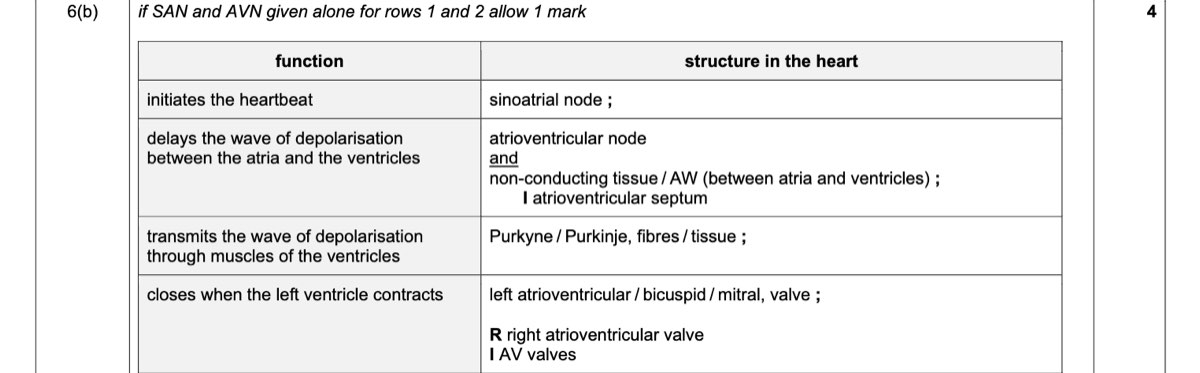 6(b)
if SAN and AVN given alone for rows 1 and 2 allow 1 mark
4
function
structure in the heart
initiates the heartbeat
sinoatrial node ;
delays the wave of depolarisation
between the atria and the ventricles
atrioventricular node
and
non-conducting tissue / AW (between atria and ventricles) ;
I atrioventricular septum
transmits the wave of depolarisation
through muscles of the ventricles
Purkyne / Purkinje, fibres / tissue ;
closes when the left ventricle contracts
left atrioventricular / bicuspid / mitral, valve ;
R right atrioventricular valve
I AV valves